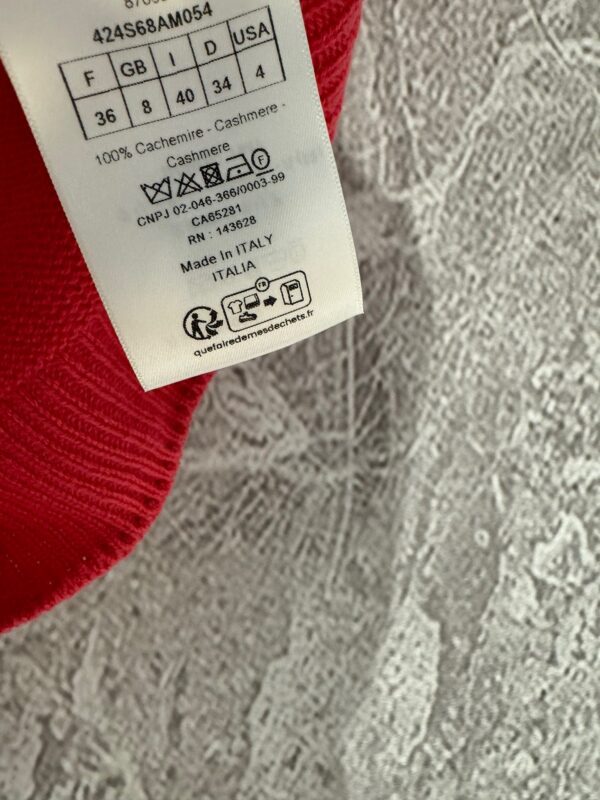 424S68AM054
F GB I D USA
36 8 40 34 4
100% Cachemire - Cashmere -
Cashmere
F
CNPJ 02-046-366/0003-99
CA65281
RN : 143628
Made In ITALY
ITALIA
FR
quefairedemesdechets.fr